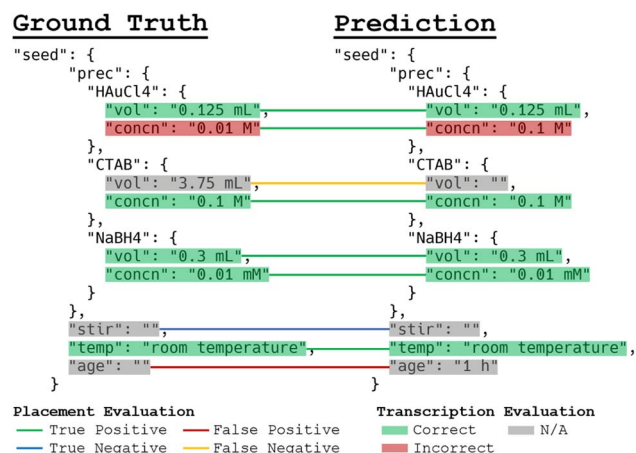 Ground Truth Prediction
"seed": { "seed": {
"prec": { "prec": {
"HAuCl4": { "HAuCl4": {
"vol": "0.125 mL", "vol": "0.125 mL",
"concn": "0.01 M" "concn": "0.1 M"
}, },
"CTAB": { "CTAB": {
"vol": "3.75 mL", "vol": "",
"concn": "0.1 M" "concn": "0.1 M"
}, },
"NaBH4": { "NaBH4": {
"vol": "0.3 mL", "vol": "0.3 mL",
"concn": "0.01 mM" "concn": "0.01 mM"
} }
}, },
"stir": "", "stir": "",
"temp": "room temperature", "temp": "room temperature",
"age": "" "age": "1 h"
} }
Placement Evaluation Transcription Evaluation
True Positive False Positive Correct N/A
True Negative False Negative Incorrect